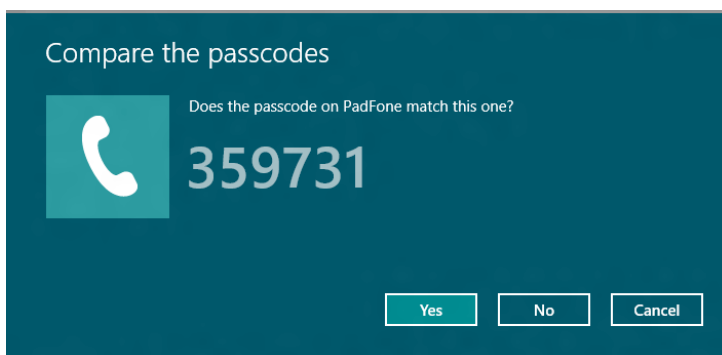 Compare the passcodes
Does the passcode on PadFone match this one?
359731
Yes No Cancel